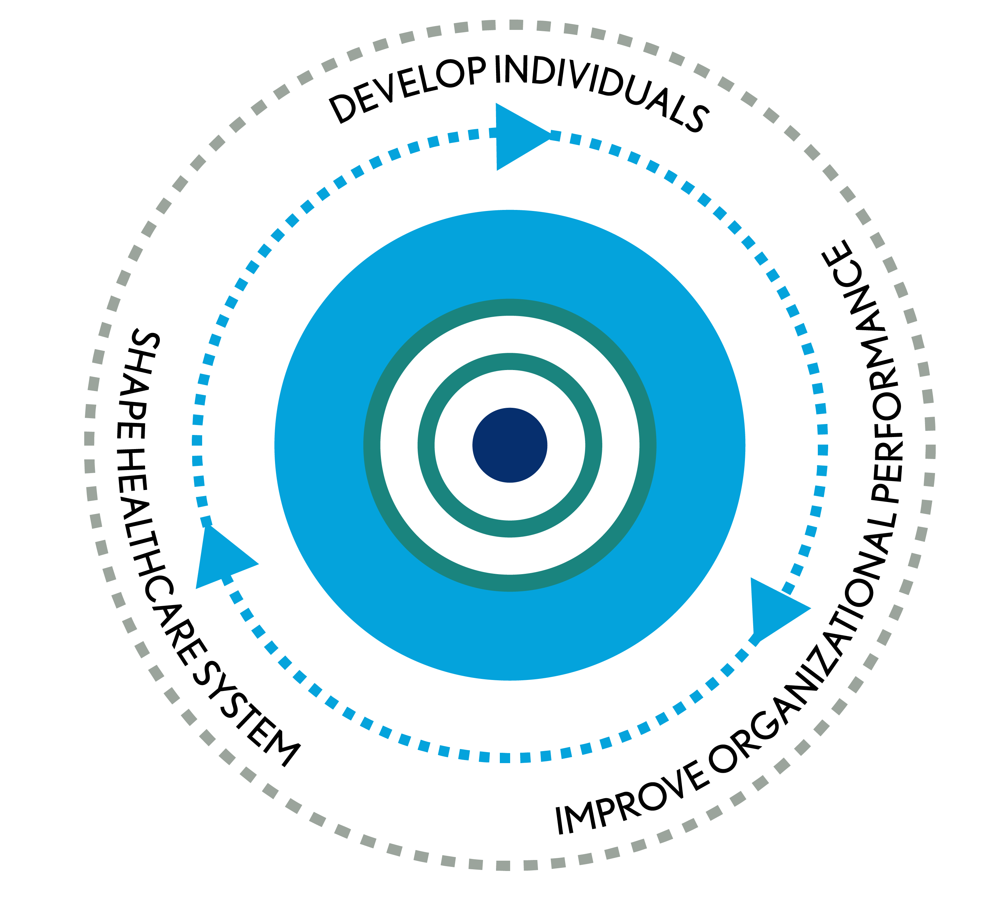 DEVELOP INDIVIDUALS
IMPROVE ORGANIZATIONAL PERFORMANCE
SHAPE HEALTHCARE SYSTEM